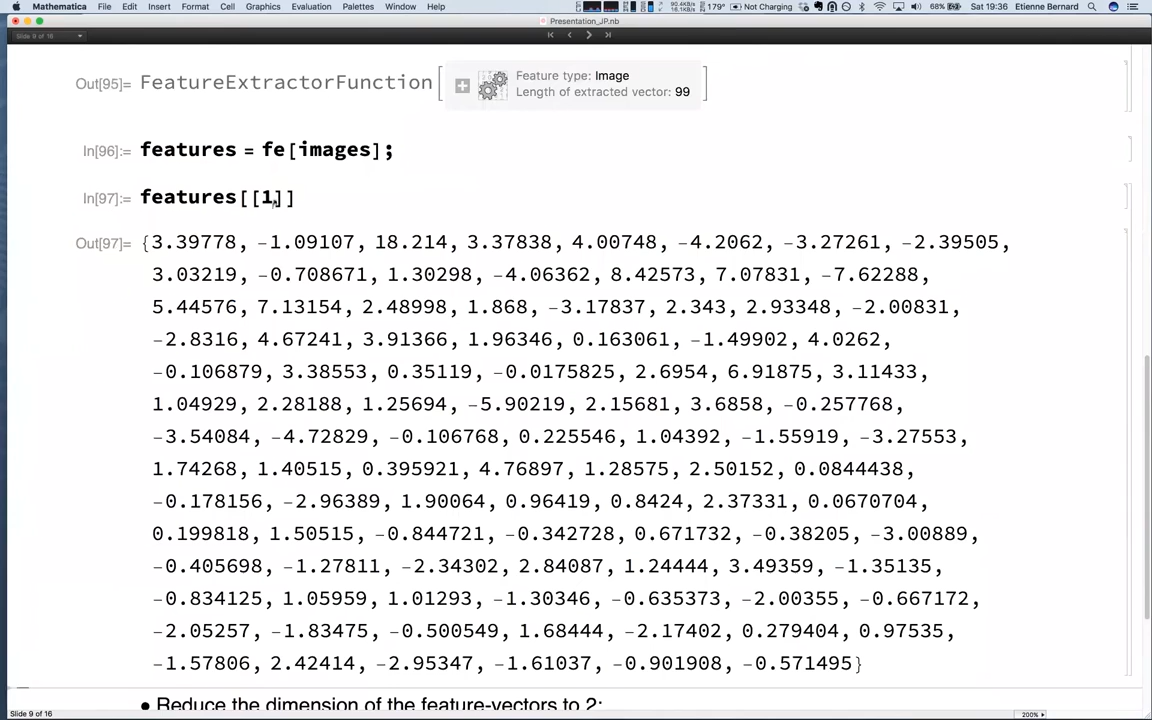 Mathematica File Edit Insert Format Cell Graphics Evaluation Palettes Window Help 90.4KB/s 16.1KB/s 179° Not Charging 68% Sat 19:36 Etienne Bernard
Presentation_JP.nb
Slide 9 of 16
Out[95]= FeatureExtractorFunction[ Feature type: Image
Length of extracted vector: 99 ]
In[96]:= features = fe[images];
In[97]:= features[[1]]
Out[97]= {3.39778, -1.09107, 18.214, 3.37838, 4.00748, -4.2062, -3.27261, -2.39505,
3.03219, -0.708671, 1.30298, -4.06362, 8.42573, 7.07831, -7.62288,
5.44576, 7.13154, 2.48998, 1.868, -3.17837, 2.343, 2.93348, -2.00831,
-2.8316, 4.67241, 3.91366, 1.96346, 0.163061, -1.49902, 4.0262,
-0.106879, 3.38553, 0.35119, -0.0175825, 2.6954, 6.91875, 3.11433,
1.04929, 2.28188, 1.25694, -5.90219, 2.15681, 3.6858, -0.257768,
-3.54084, -4.72829, -0.106768, 0.225546, 1.04392, -1.55919, -3.27553,
1.74268, 1.40515, 0.395921, 4.76897, 1.28575, 2.50152, 0.0844438,
-0.178156, -2.96389, 1.90064, 0.96419, 0.8424, 2.37331, 0.0670704,
0.199818, 1.50515, -0.844721, -0.342728, 0.671732, -0.38205, -3.00889,
-0.405698, -1.27811, -2.34302, 2.84087, 1.24444, 3.49359, -1.35135,
-0.834125, 1.05959, 1.01293, -1.30346, -0.635373, -2.00355, -0.667172,
-2.05257, -1.83475, -0.500549, 1.68444, -2.17402, 0.279404, 0.97535,
-1.57806, 2.42414, -2.95347, -1.61037, -0.901908, -0.571495}
• Reduce the dimension of the feature-vectors to 2:
Slide 9 of 16 200%